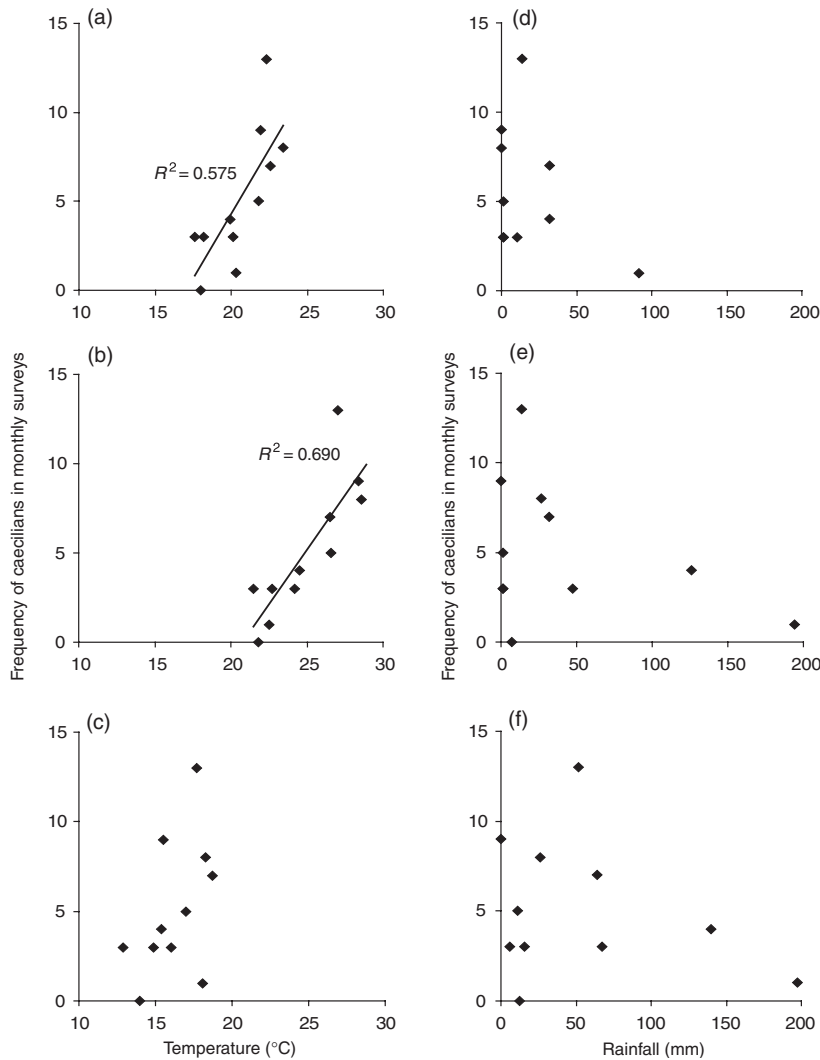 (a)
15
10
5
0
R² = 0.575
10 15 20 25 30
(d)
15
10
5
0
0 50 100 150 200
(b)
15
10
5
0
R² = 0.690
10 15 20 25 30
(e)
15
10
5
0
0 50 100 150 200
(c)
15
10
5
0
10 15 20 25 30
Temperature (°C)
(f)
15
10
5
0
0 50 100 150 200
Rainfall (mm)
Frequency of caecilians in monthly surveys
Frequency of caecilians in monthly surveys